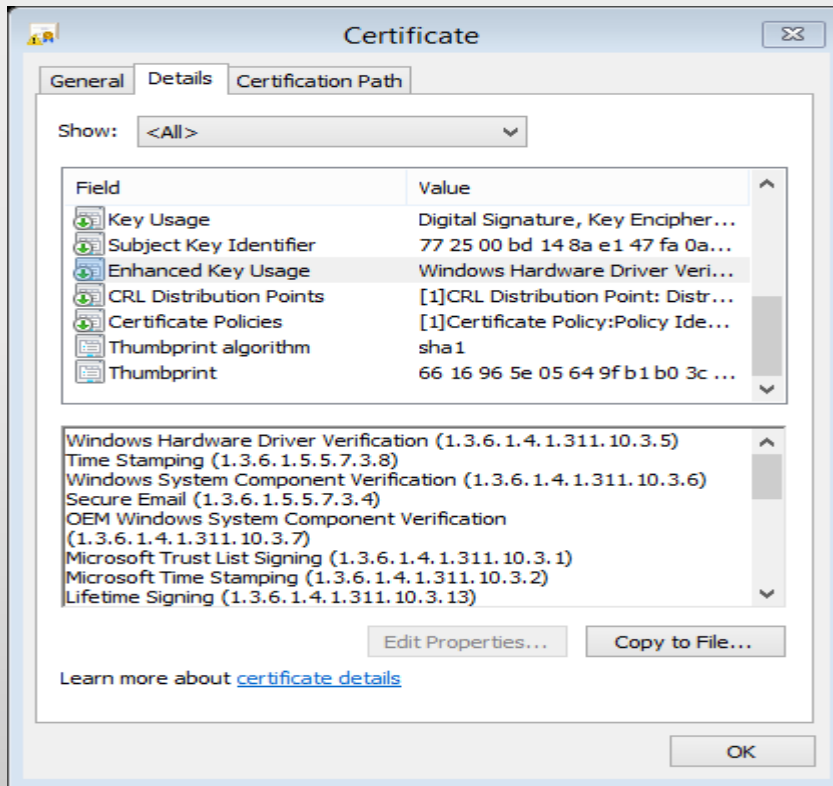 Certificate
General Details Certification Path
Show: <All>
Field Value
Key Usage Digital Signature, Key Encipher...
Subject Key Identifier 77 25 00 bd 14 8a e1 47 fa 0a...
Enhanced Key Usage Windows Hardware Driver Veri...
CRL Distribution Points [1]CRL Distribution Point: Distr...
Certificate Policies [1]Certificate Policy:Policy Ide...
Thumbprint algorithm sha1
Thumbprint 66 16 96 5e 05 64 9f b1 b0 3c ...
Windows Hardware Driver Verification (1.3.6.1.4.1.311.10.3.5)
Time Stamping (1.3.6.1.5.5.7.3.8)
Windows System Component Verification (1.3.6.1.4.1.311.10.3.6)
Secure Email (1.3.6.1.5.5.7.3.4)
OEM Windows System Component Verification
(1.3.6.1.4.1.311.10.3.7)
Microsoft Trust List Signing (1.3.6.1.4.1.311.10.3.1)
Microsoft Time Stamping (1.3.6.1.4.1.311.10.3.2)
Lifetime Signing (1.3.6.1.4.1.311.10.3.13)
Edit Properties... Copy to File...
Learn more about certificate details
OK